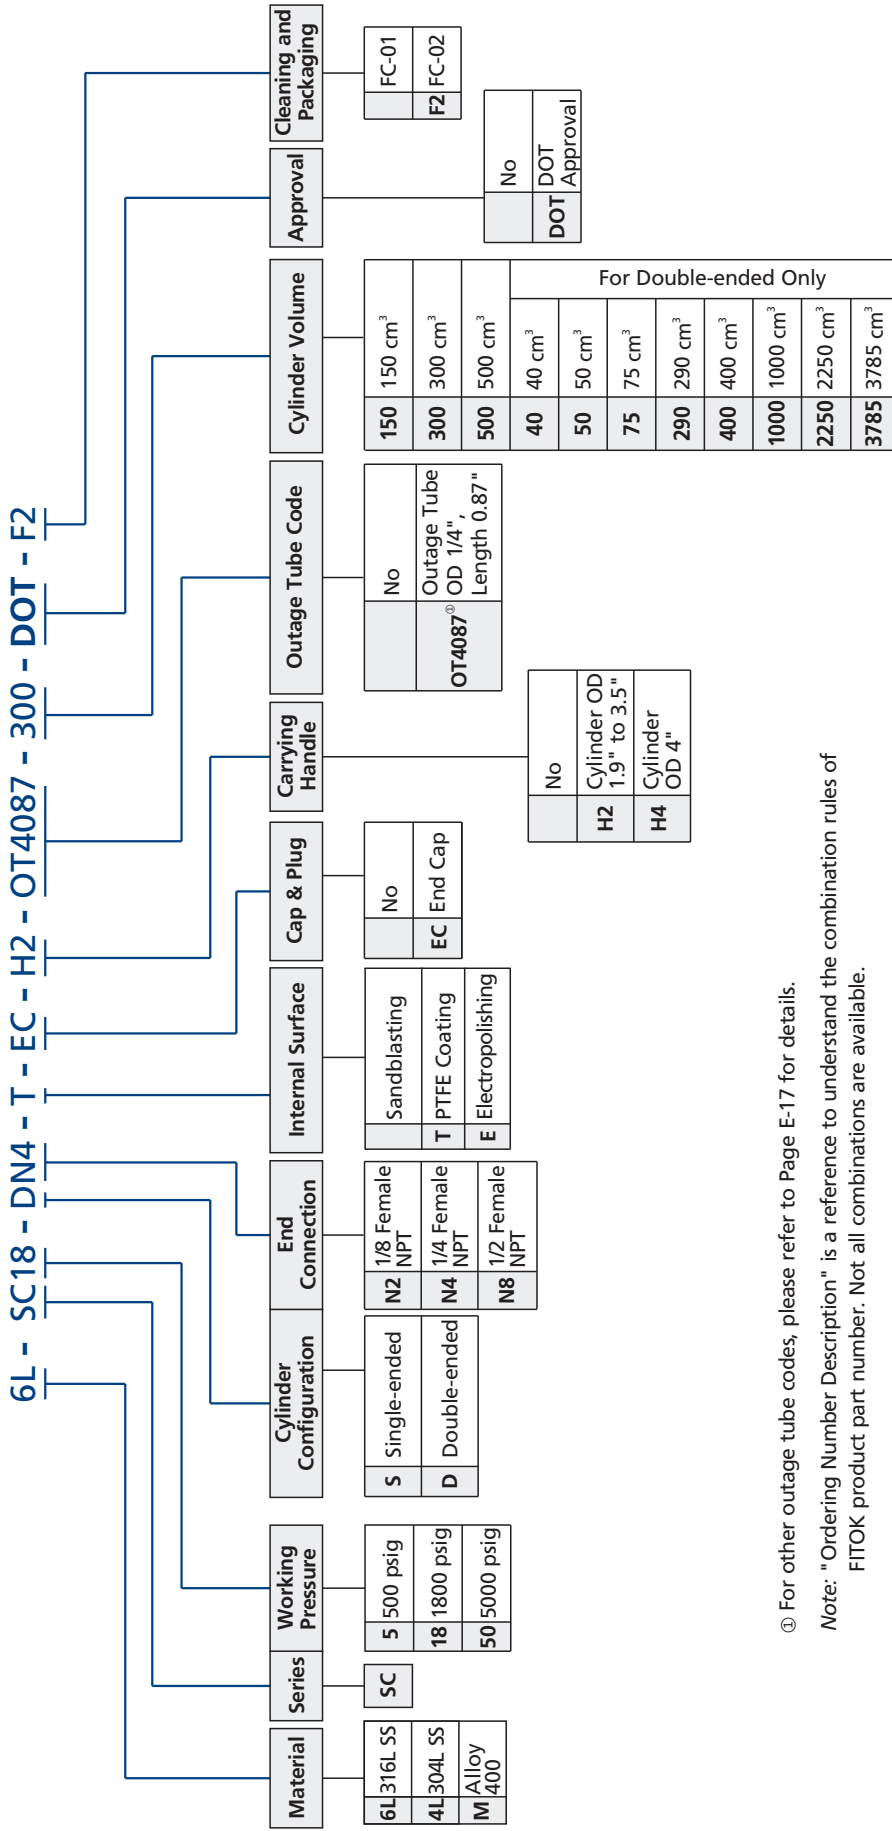 6L - SC18 - DN4 - T - EC - H2 - OT4087 - 300 - DOT - F2
Material
6L 316L SS
4L 304L SS
M Alloy
400
Series
SC
Working
Pressure
5 500 psig
18 1800 psig
50 5000 psig
Cylinder
Configuration
S Single-ended
D Double-ended
End
Connection
N2 1/8 Female
NPT
N4 1/4 Female
NPT
N8 1/2 Female
NPT
Internal Surface
Sandblasting
T PTFE Coating
E Electropolishing
Cap & Plug
No
EC End Cap
Carrying
Handle
No
H2 Cylinder OD
1.9" to 3.5"
H4 Cylinder
OD 4"
Outage Tube Code
No
OT4087① Outage Tube
OD 1/4",
Length 0.87"
Cylinder Volume
150 150 cm³
300 300 cm³
500 500 cm³
40 40 cm³
50 50 cm³
75 75 cm³
290 290 cm³
400 400 cm³
1000 1000 cm³
2250 2250 cm³
3785 3785 cm³
For Double-ended Only
Approval
No
DOT DOT
Approval
Cleaning and
Packaging
FC-01
F2 FC-02
① For other outage tube codes, please refer to Page E-17 for details.
Note: "Ordering Number Description" is a reference to understand the combination rules of
FITOK product part number. Not all combinations are available.